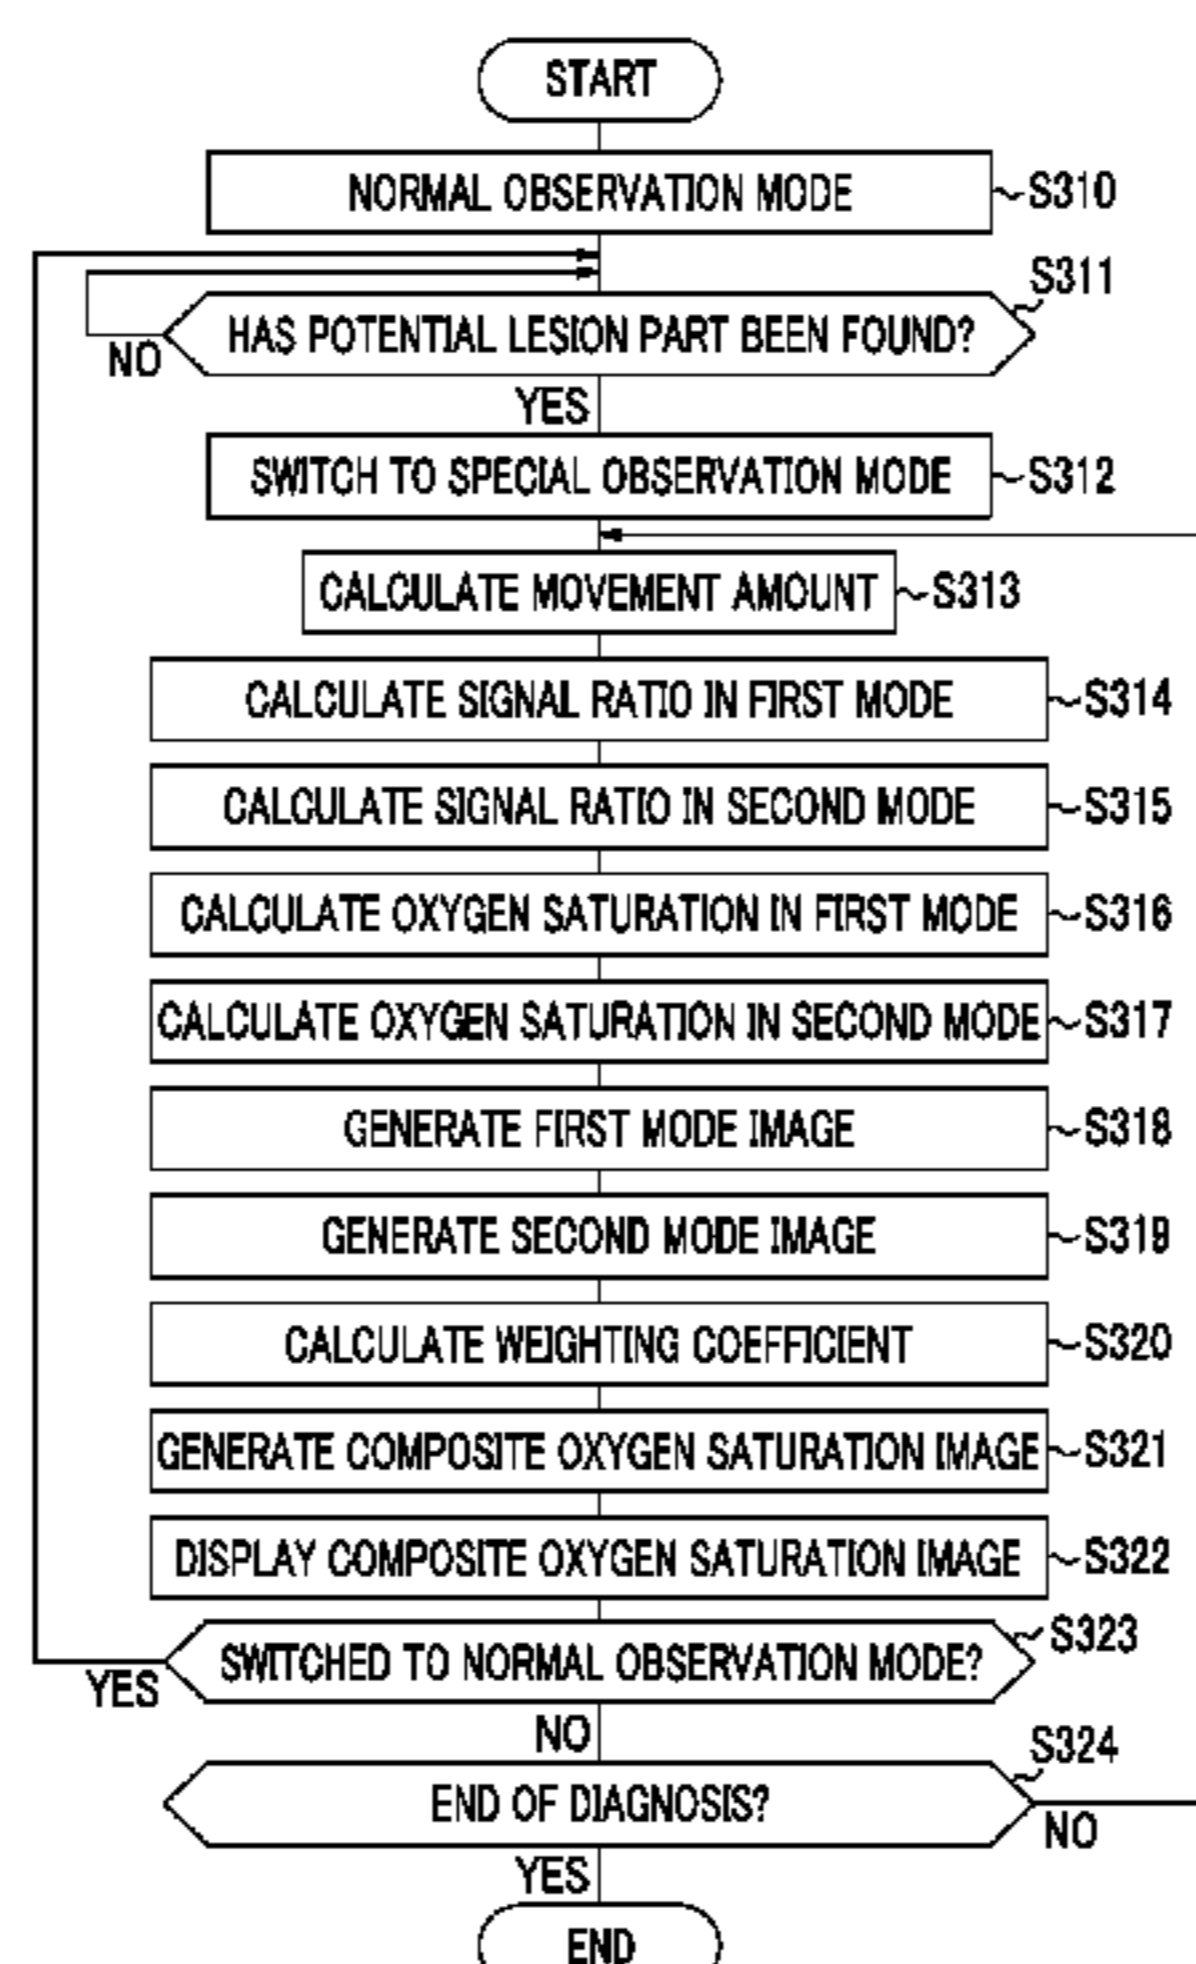 START
NORMAL OBSERVATION MODE
S310
S311
HAS POTENTIAL LESION PART BEEN FOUND?
NO
YES
SWITCH TO SPECIAL OBSERVATION MODE
S312
CALCULATE MOVEMENT AMOUNT
S313
CALCULATE SIGNAL RATIO IN FIRST MODE
S314
CALCULATE SIGNAL RATIO IN SECOND MODE
S315
CALCULATE OXYGEN SATURATION IN FIRST MODE
S316
CALCULATE OXYGEN SATURATION IN SECOND MODE
S317
GENERATE FIRST MODE IMAGE
S318
GENERATE SECOND MODE IMAGE
S319
CALCULATE WEIGHTING COEFFICIENT
S320
GENERATE COMPOSITE OXYGEN SATURATION IMAGE
S321
DISPLAY COMPOSITE OXYGEN SATURATION IMAGE
S322
S323
SWITCHED TO NORMAL OBSERVATION MODE?
YES
NO
S324
END OF DIAGNOSIS?
NO
YES
END